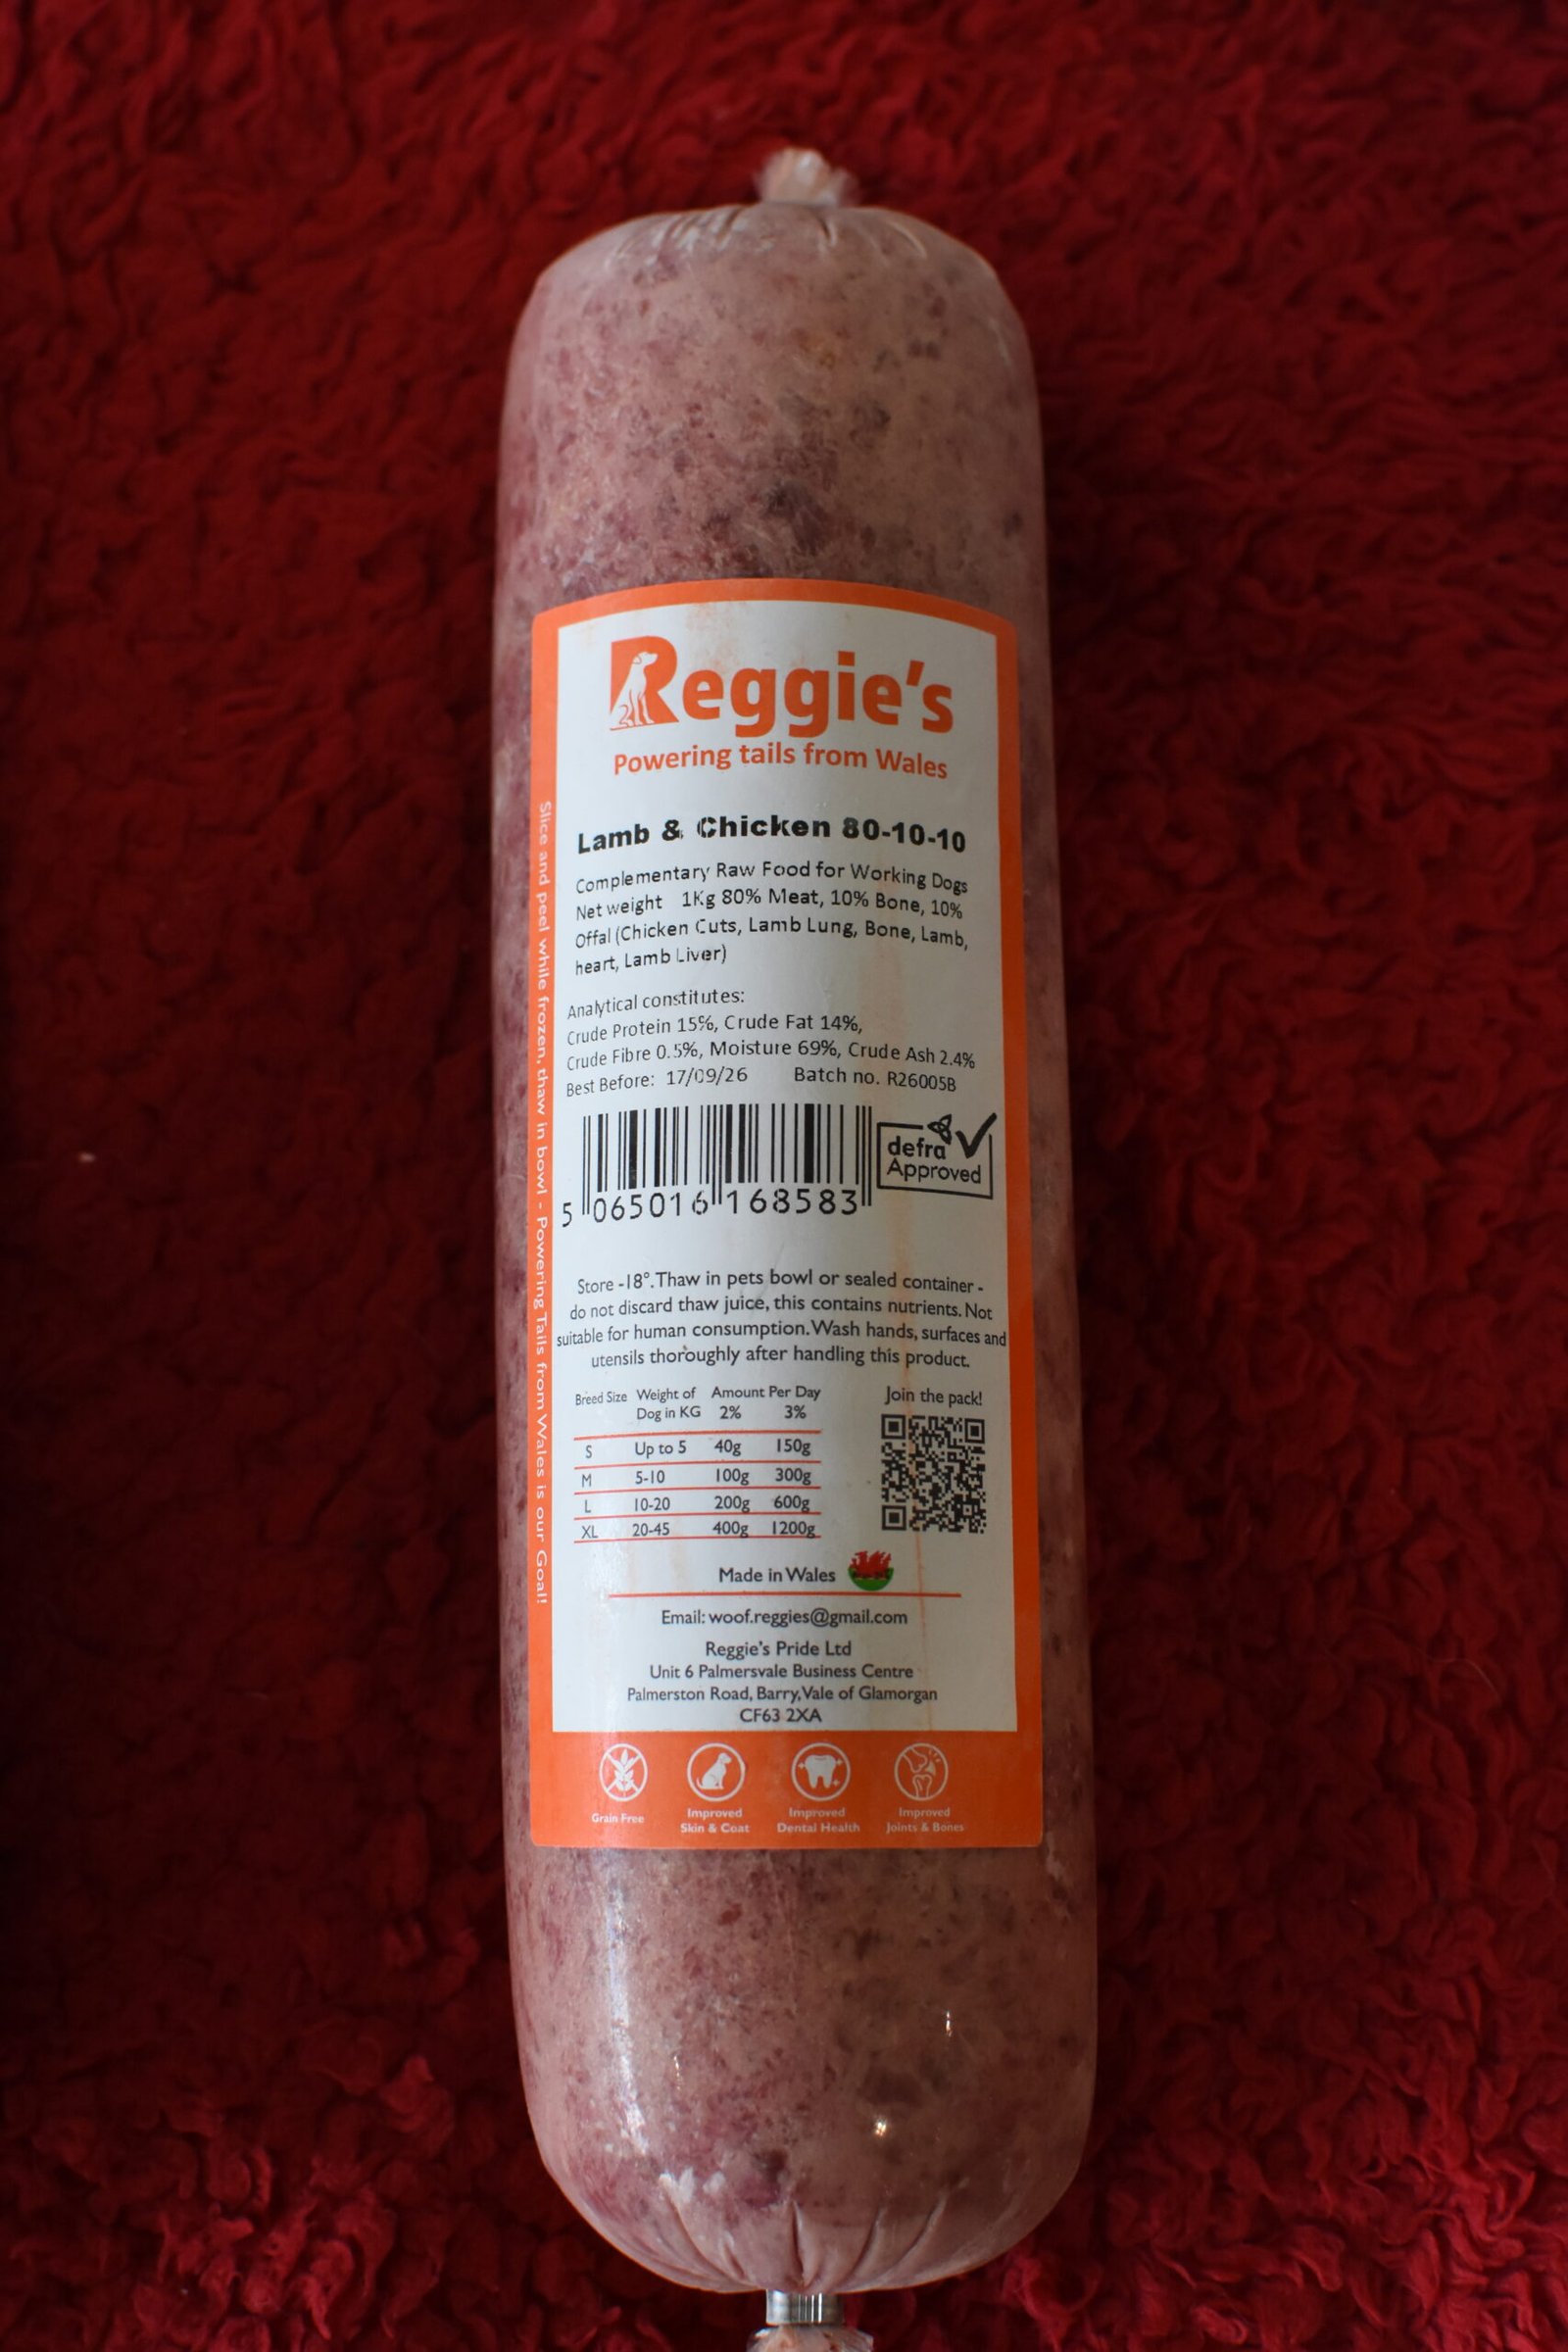 Reggie's
Powering tails from Wales
Lamb & Chicken 80-10-10
Complementary Raw Food for Working Dogs
Net weight 1Kg 80% Meat, 10% Bone, 10%
Offal (Chicken Cuts, Lamb Lung, Bone, Lamb,
heart, Lamb Liver)
Analytical constitutes:
Crude Protein 15%, Crude Fat 14%,
Crude Fibre 0.5%, Moisture 69%, Crude Ash 2.4%
Best Before: 17/09/26 Batch no. R26005B
5 065016 168583
defra
Approved
Store -18°. Thaw in pets bowl or sealed container -
do not discard thaw juice, this contains nutrients. Not
suitable for human consumption. Wash hands, surfaces and
utensils thoroughly after handling this product.
Breed Size Weight of Amount Per Day
Dog in KG 2% 3%
S Up to 5 40g 150g
M 5-10 100g 300g
L 10-20 200g 600g
XL 20-45 400g 1200g
Join the pack!
Made in Wales
Email: woof.reggies@gmail.com
Reggie's Pride Ltd
Unit 6 Palmersvale Business Centre
Palmerston Road, Barry, Vale of Glamorgan
CF63 2XA
Grain Free
Improved
Skin & Coat
Improved
Dental Health
Improved
Joints & Bones
Slice and peel while frozen, thaw in bowl - Powering Tails from Wales is our Goal!